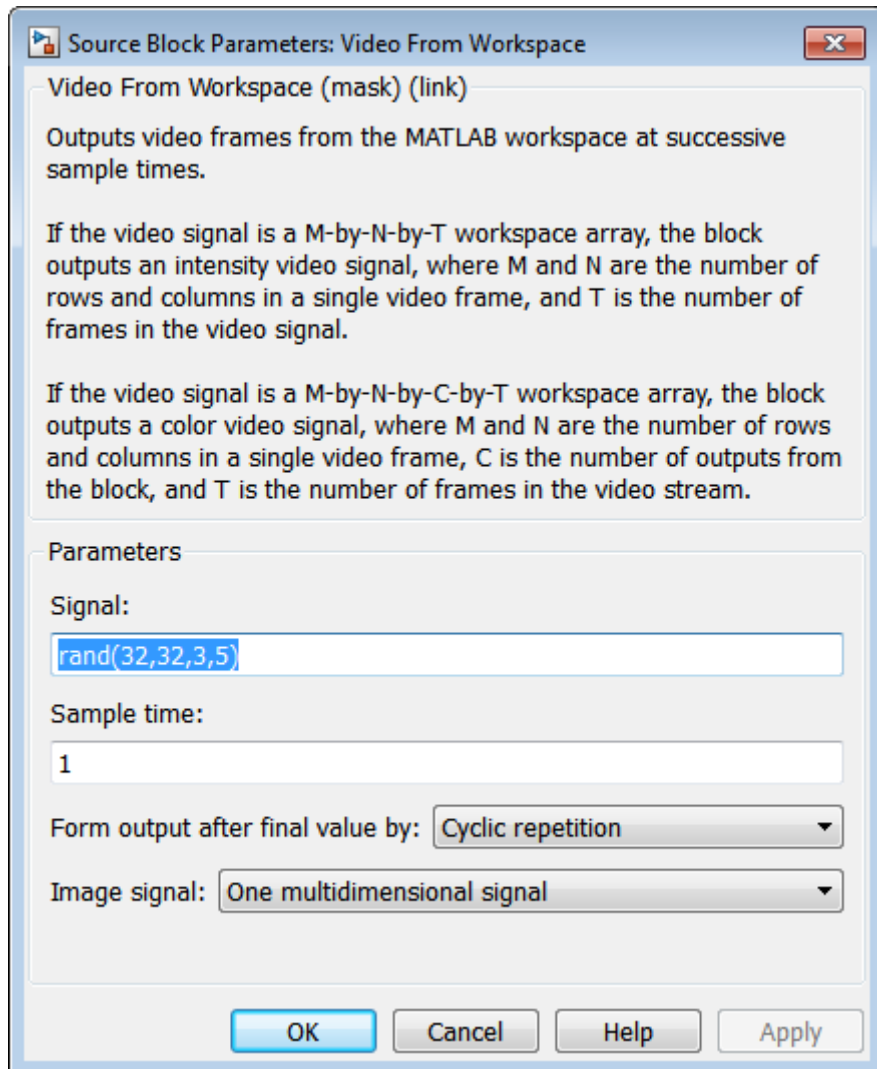 Source Block Parameters: Video From Workspace
Video From Workspace (mask) (link)
Outputs video frames from the MATLAB workspace at successive
sample times.
If the video signal is a M-by-N-by-T workspace array, the block
outputs an intensity video signal, where M and N are the number of
rows and columns in a single video frame, and T is the number of
frames in the video signal.
If the video signal is a M-by-N-by-C-by-T workspace array, the block
outputs a color video signal, where M and N are the number of rows
and columns in a single video frame, C is the number of outputs from
the block, and T is the number of frames in the video stream.
Parameters
Signal:
rand(32,32,3,5)
Sample time:
1
Form output after final value by: Cyclic repetition
Image signal: One multidimensional signal
OK Cancel Help Apply